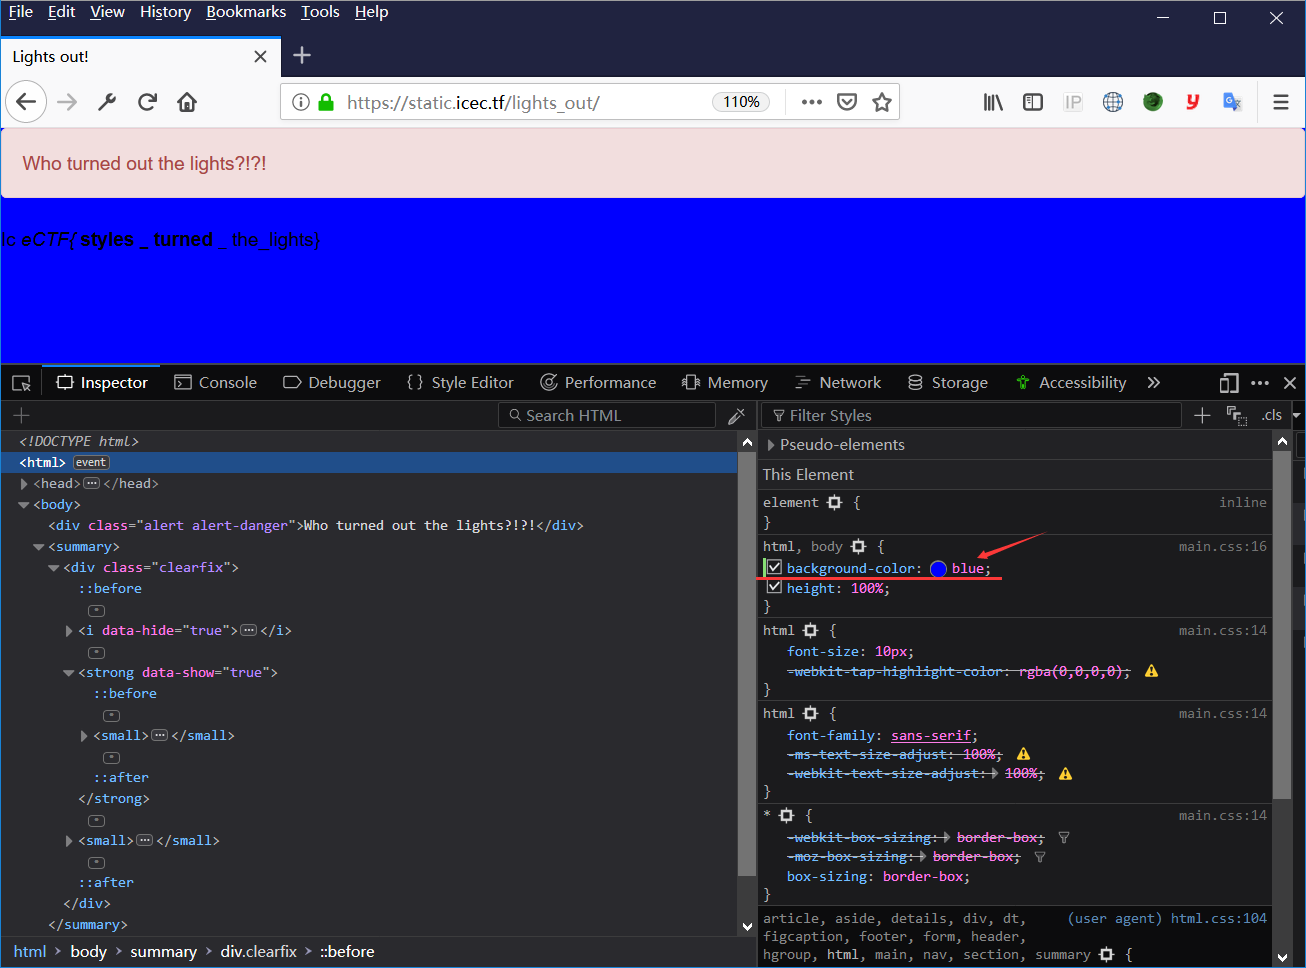 File Edit View History Bookmarks Tools Help
Lights out!
https://static.icec.tf/lights_out/ 110%
IP
Who turned out the lights?!?!
Ic eCTF{ styles _ turned _ the_lights}
Inspector Console Debugger Style Editor Performance Memory Network Storage Accessibility
Search HTML
Filter Styles
.cls
<!DOCTYPE html>
<html> event
<head> </head>
<body>
<div class="alert alert-danger">Who turned out the lights?!?!</div>
<summary>
<div class="clearfix">
::before
<i data-hide="true"> </i>
<strong data-show="true">
::before
<small> </small>
::after
</strong>
<small> </small>
::after
</div>
</summary>
html > body > summary > div.clearfix > ::before
Pseudo-elements
This Element
element { inline
}
html, body { main.css:16
background-color: blue;
height: 100%;
}
html { main.css:14
font-size: 10px;
-webkit-tap-highlight-color: rgba(0,0,0,0);
}
html { main.css:14
font-family: sans-serif;
-ms-text-size-adjust: 100%;
-webkit-text-size-adjust: 100%;
}
* { main.css:14
-webkit-box-sizing: border-box;
-moz-box-sizing: border-box;
box-sizing: border-box;
}
article, aside, details, div, dt, (user agent) html.css:104
figcaption, footer, form, header,
hgroup, html, main, nav, section, summary {